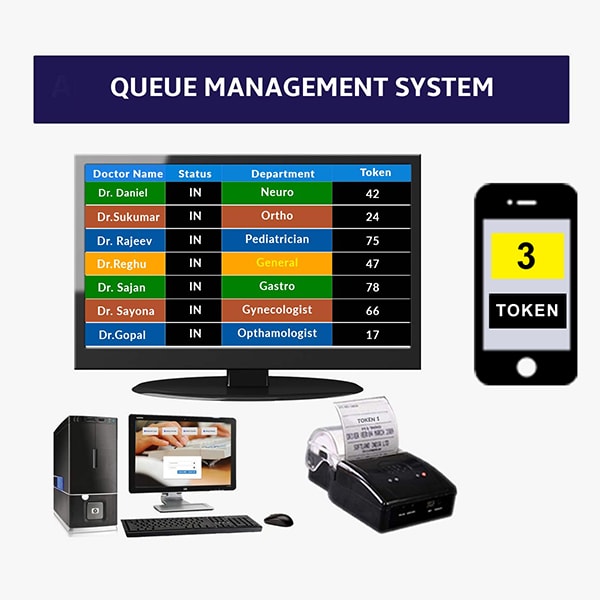 QUEUE MANAGEMENT SYSTEM
Doctor Name Status Department Token
Dr. Daniel IN Neuro 42
Dr.Sukumar IN Ortho 24
Dr. Rajeev IN Pediatrician 75
Dr.Reghu IN General 47
Dr. Sajan IN Gastro 78
Dr. Sayona IN Gynecologist 66
Dr.Gopal IN Opthamologist 17
3
TOKEN
TOKEN 1